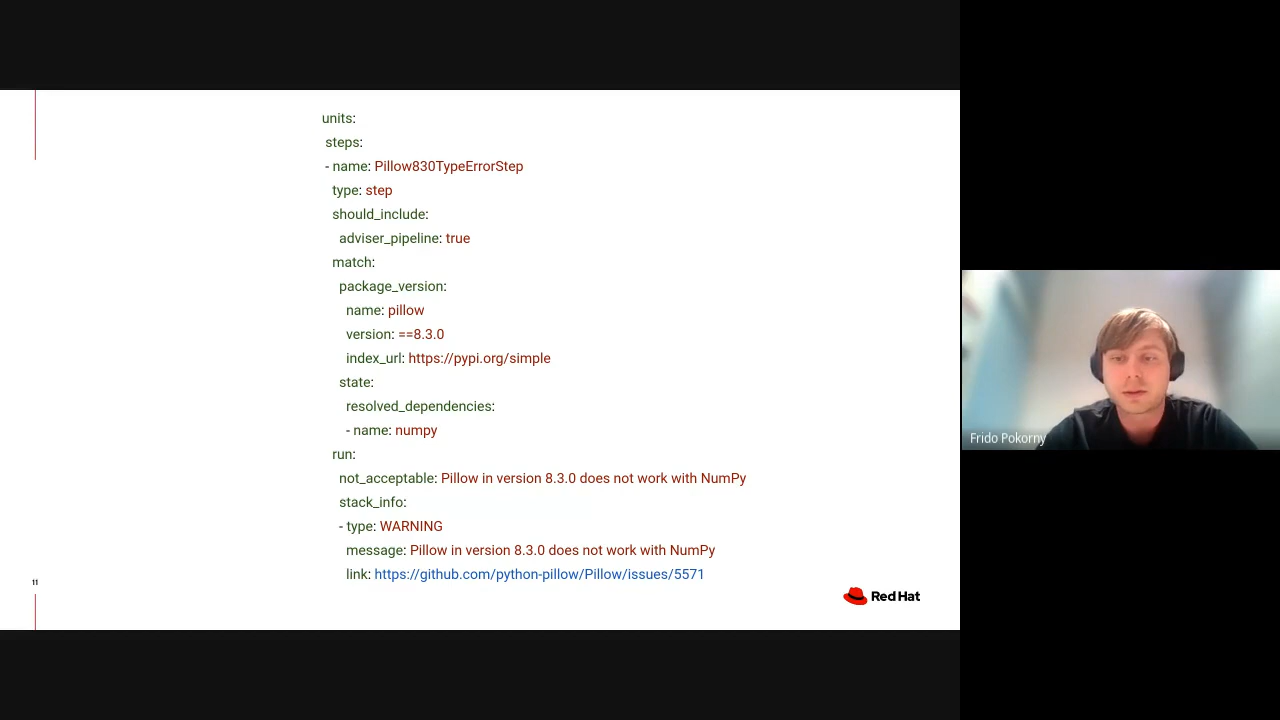 units:
steps:
- name: Pillow830TypeErrorStep
type: step
should_include:
adviser_pipeline: true
match:
package_version:
name: pillow
version: ==8.3.0
index_url: https://pypi.org/simple
state:
resolved_dependencies:
- name: numpy
run:
not_acceptable: Pillow in version 8.3.0 does not work with NumPy
stack_info:
- type: WARNING
message: Pillow in version 8.3.0 does not work with NumPy
link: https://github.com/python-pillow/Pillow/issues/5571
11
Red Hat
Frido Pokorny